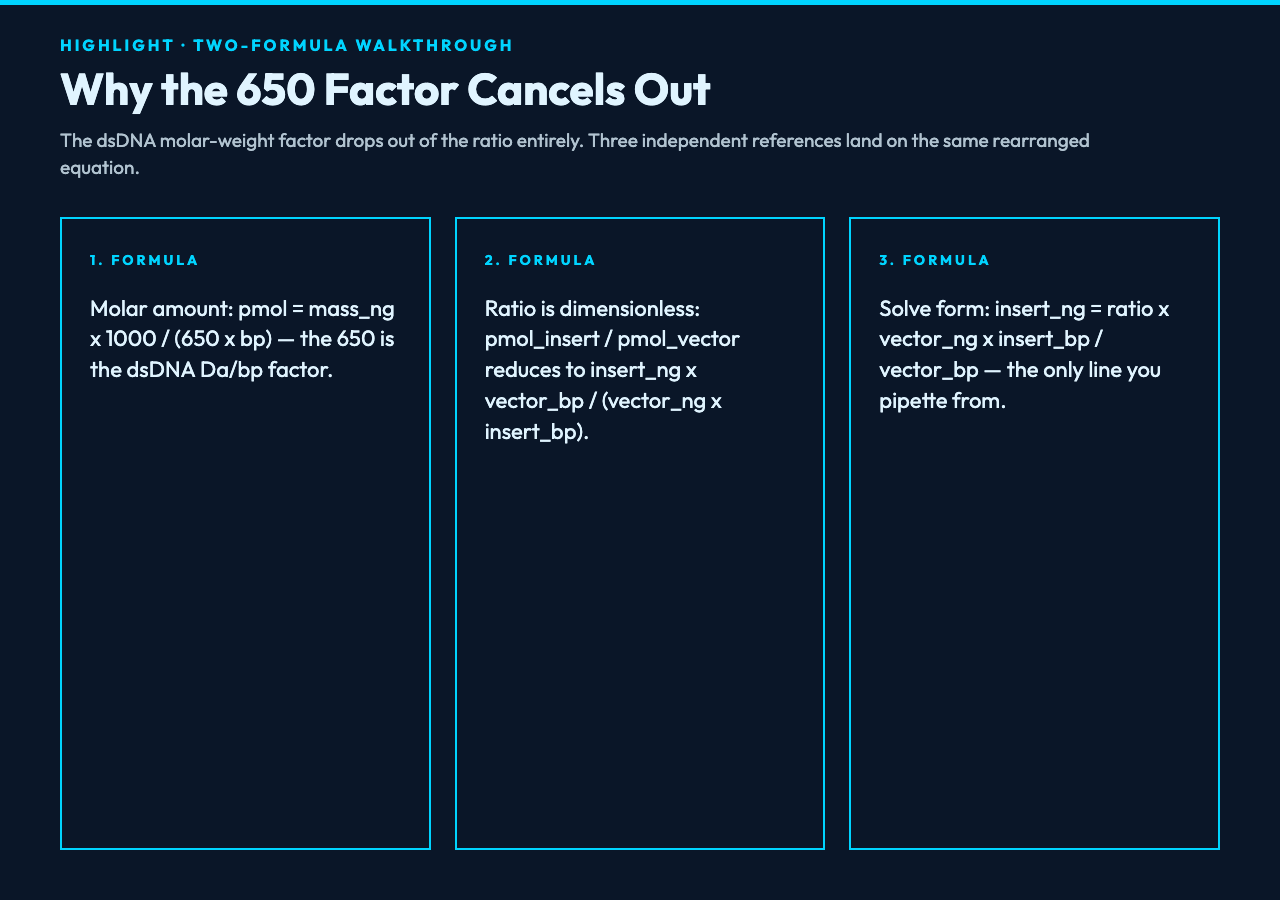 HIGHLIGHT · TWO-FORMULA WALKTHROUGH
Why the 650 Factor Cancels Out
The dsDNA molar-weight factor drops out of the ratio entirely. Three independent references land on the same rearranged
equation.
1. FORMULA
Molar amount: pmol = mass_ng
x 1000 / (650 x bp) — the 650 is
the dsDNA Da/bp factor.
2. FORMULA
Ratio is dimensionless:
pmol_insert / pmol_vector
reduces to insert_ng x
vector_bp / (vector_ng x
insert_bp).
3. FORMULA
Solve form: insert_ng = ratio x
vector_ng x insert_bp /
vector_bp — the only line you
pipette from.